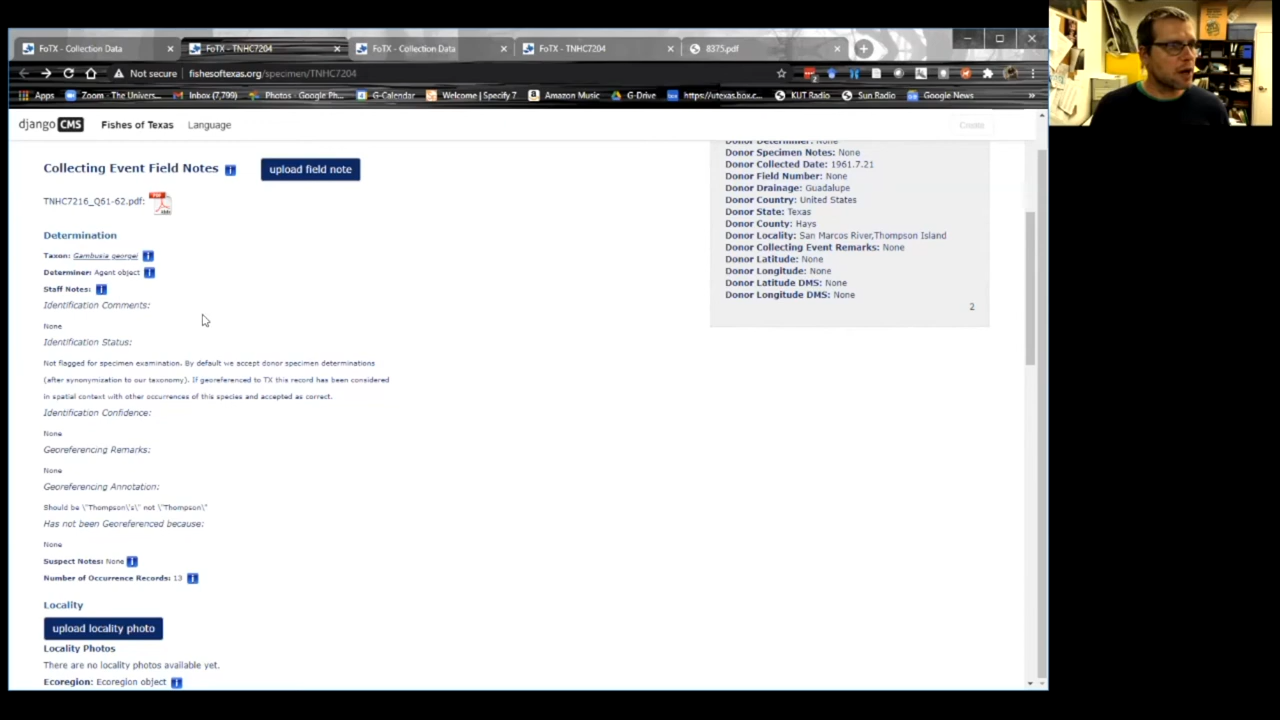 FoTX - Collection Data
FoTX - TNHC7204
FoTX - Collection Data
FoTX - TNHC7204
8375.pdf
Not secure
fishesoftexas.org/specimen/TNHC7204
Apps
Zoom - The Univers...
Inbox (7,799)
Photos - Google Ph...
G-Calendar
Welcome | Specify 7
Amazon Music
G-Drive
https://utexas.box.c...
KUT Radio
Sun Radio
Google News
»
django CMS
Fishes of Texas
Language
Create
Collecting Event Field Notes
upload field note
TNHC7216_Q61-62.pdf:
Determination
Taxon: Gambusia georgei
Determiner: Agent object
Staff Notes:
Identification Comments:
None
Identification Status:
Not flagged for specimen examination. By default we accept donor specimen determinations
(after synonymization to our taxonomy). If georeferenced to TX this record has been considered
in spatial context with other occurrences of this species and accepted as correct.
Identification Confidence:
None
Georeferencing Remarks:
None
Georeferencing Annotation:
Should be \"Thompson\'s\" not \"Thompson\"
Has not been Georeferenced because:
None
Suspect Notes: None
Number of Occurrence Records: 13
Locality
upload locality photo
Locality Photos
There are no locality photos available yet.
Ecoregion: Ecoregion object
Donor Determiner: None
Donor Specimen Notes: None
Donor Collected Date: 1961.7.21
Donor Field Number: None
Donor Drainage: Guadalupe
Donor Country: United States
Donor State: Texas
Donor County: Hays
Donor Locality: San Marcos River,Thompson Island
Donor Collecting Event Remarks: None
Donor Latitude: None
Donor Longitude: None
Donor Latitude DMS: None
Donor Longitude DMS: None
2